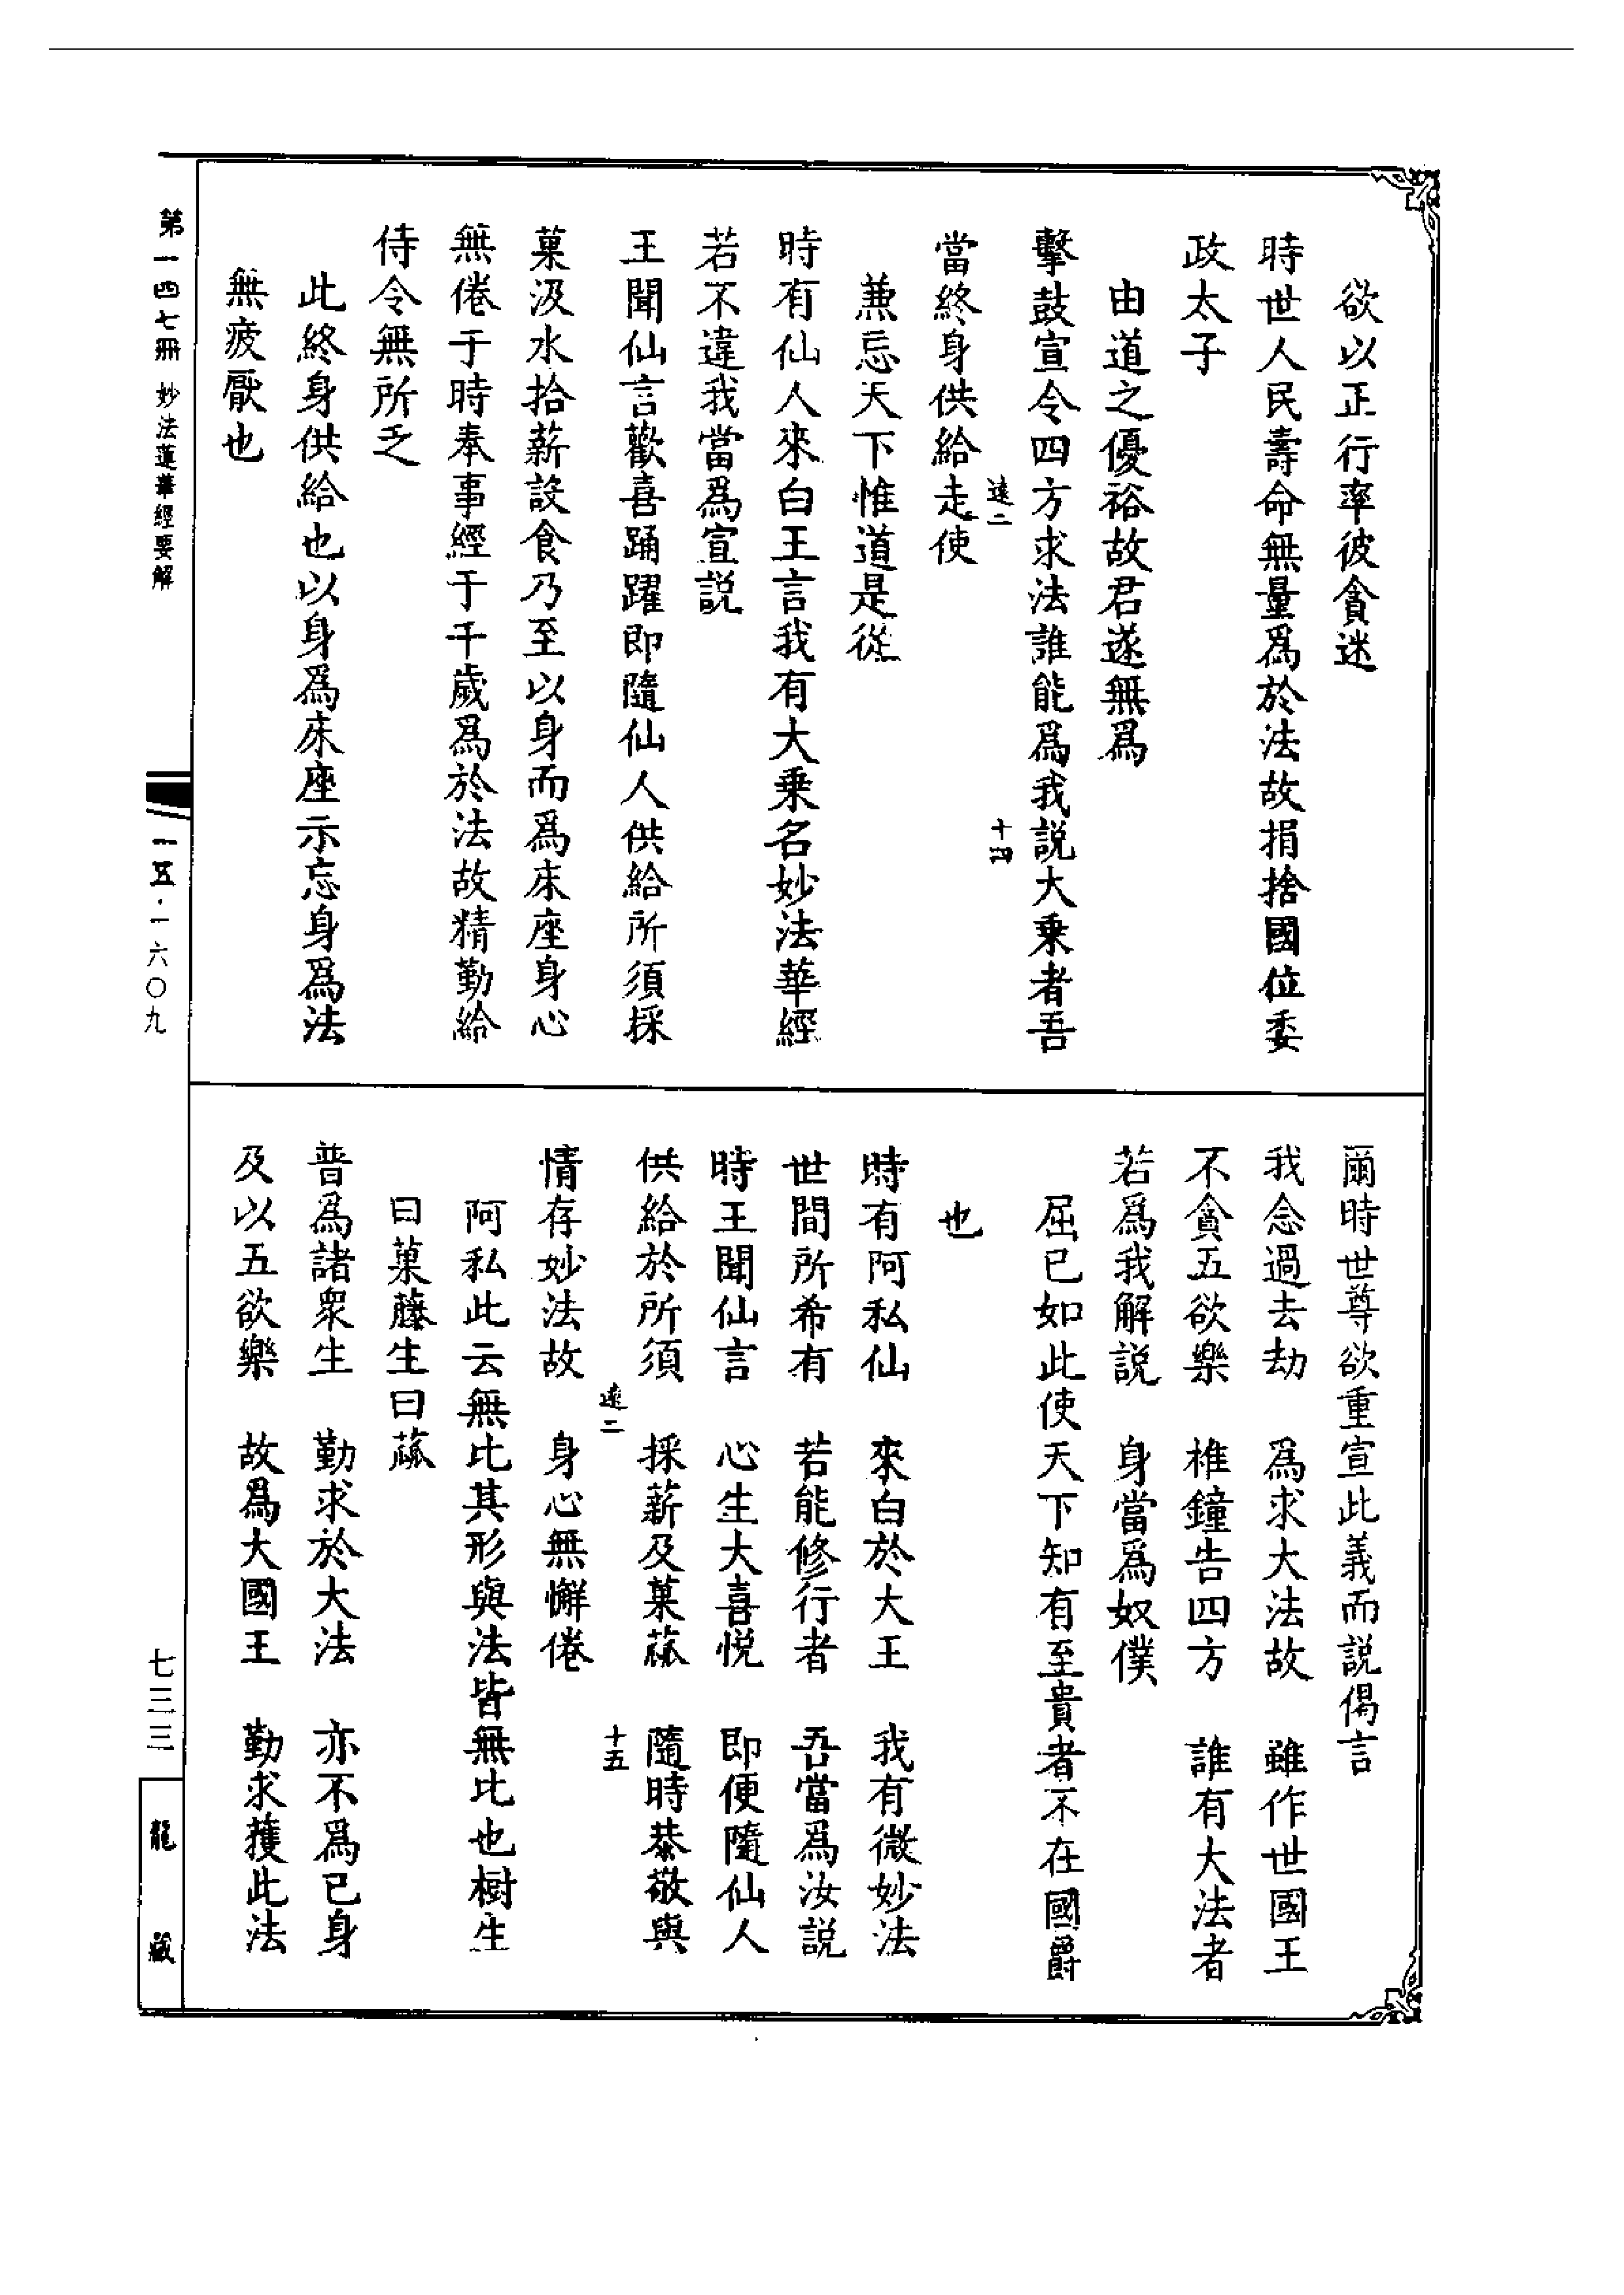 欲以正行率彼貪迷
時世人民壽命無量爲於法故捐捨國位委
政太子
由道之優裕故君遂無爲
擊鼓宣令四方求法誰能爲我説大乗者吾
遠二
十四
當終身供給走使
兼忘天下惟道是從
時有仙人來白王言我有大乗名妙法華經
若不違我當爲宣説
王聞仙言歡喜踊躍即隨仙人供給所須採
菓汲水拾薪設食乃至以身而爲床座身心
無倦于時奉事經于千歲爲於法故精勤給
侍令無所乏
此終身供給也以身爲床座示忘身爲法
無疲厭也
爾時世尊欲重宣此義而説偈言
我念過去劫　爲求大法故　雖作世國王
不貪五欲樂　椎鐘告四方　誰有大法者
若爲我解説　身當爲奴僕
屈已如此使天下知有至貴者不在國爵
也
時有阿私仙　來白於大王　我有微妙法
世間所希有　若能修行者　吾當爲汝説
時王聞仙言　心生大喜悦　即便隨仙人
供給於所須　採薪及菓蓏　隨時恭敬與
遠二
十五
情存妙法故　身心無懈倦
阿私此云無比其形與法皆無比也樹生
曰菓藤生曰蓏
普爲諸衆生　勤求於大法　亦不爲已身
及以五欲樂　故爲大國王　勤求獲此法
第一四七冊　妙法蓮華經要解
一五·一六〇九
七三三
龍藏